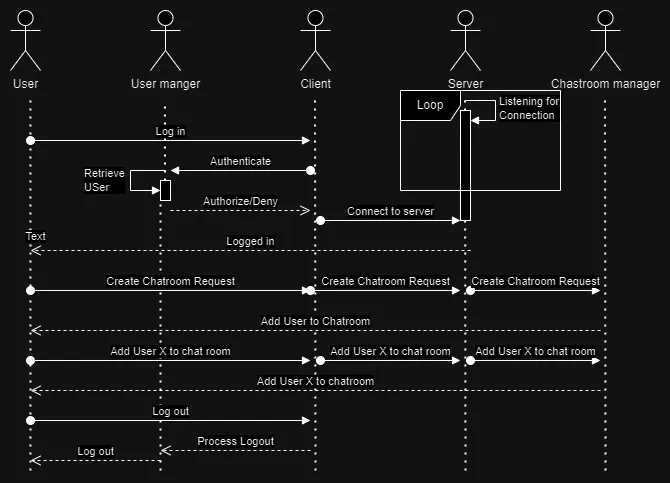 User
User manger
Client
Server
Chastroom manager
Loop
Listening for
Connection
Log in
Authenticate
Retrieve
USer
Authorize/Deny
Connect to server
Text
Logged in
Create Chatroom Request
Create Chatroom Request
Create Chatroom Request
Add User to Chatroom
Add User X to chat room
Add User X to chat room
Add User X to chat room
Add User X to chatroom
Log out
Process Logout
Log out